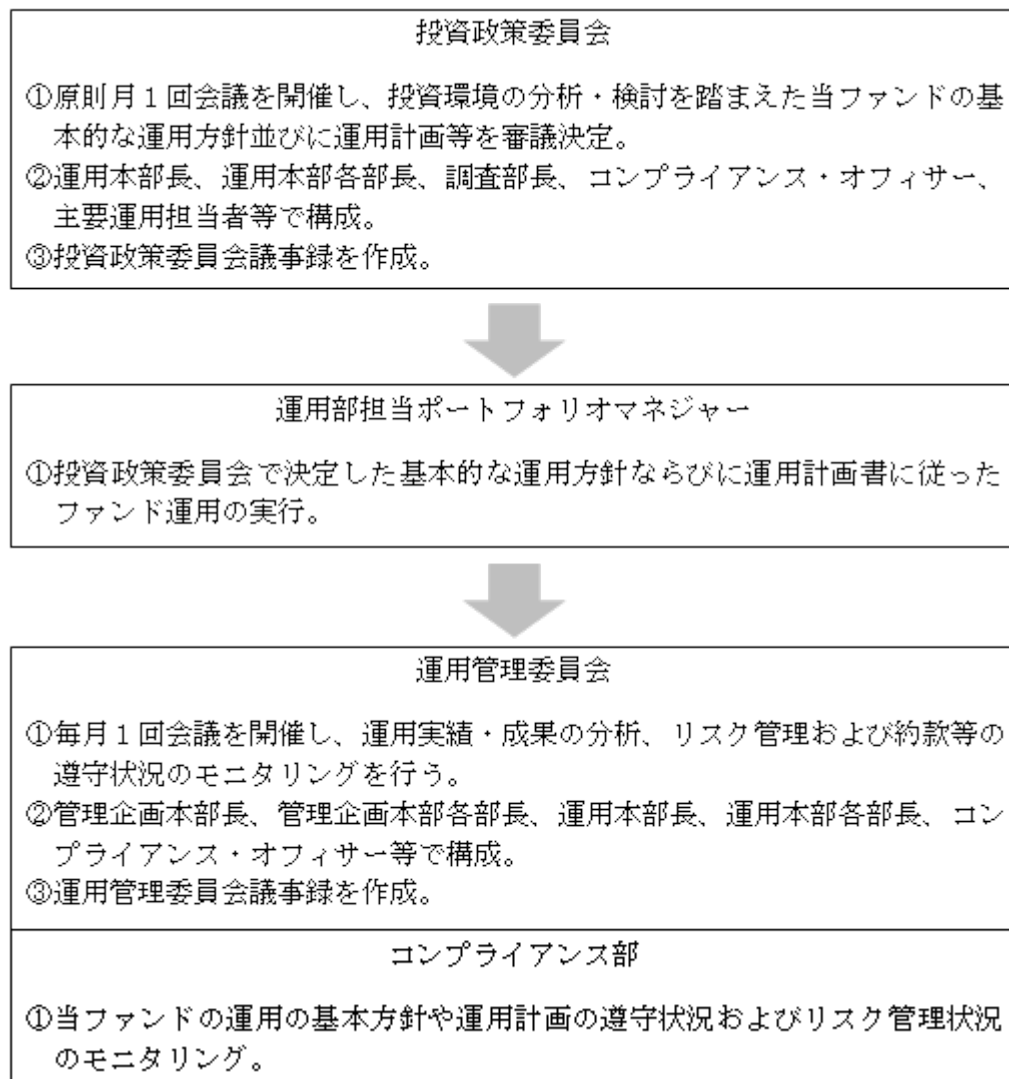 投資政策委員会
①原則月１回会議を開催し、投資環境の分析・検討を踏まえた当ファンドの基
本的な運用方針並びに運用計画等を審議決定。
②運用本部長、運用本部各部長、調査部長、コンプライアンス・オフィサー、
主要運用担当者等で構成。
③投資政策委員会議事録を作成。
運用部担当ポートフォリオマネジャー
①投資政策委員会で決定した基本的な運用方針ならびに運用計画書に従った
ファンド運用の実行。
運用管理委員会
①毎月１回会議を開催し、運用実績・成果の分析、リスク管理および約款等の
遵守状況のモニタリングを行う。
②管理企画本部長、管理企画本部各部長、運用本部長、運用本部各部長、コン
プライアンス・オフィサー等で構成。
③運用管理委員会議事録を作成。
コンプライアンス部
①当ファンドの運用の基本方針や運用計画の遵守状況およびリスク管理状況
のモニタリング。